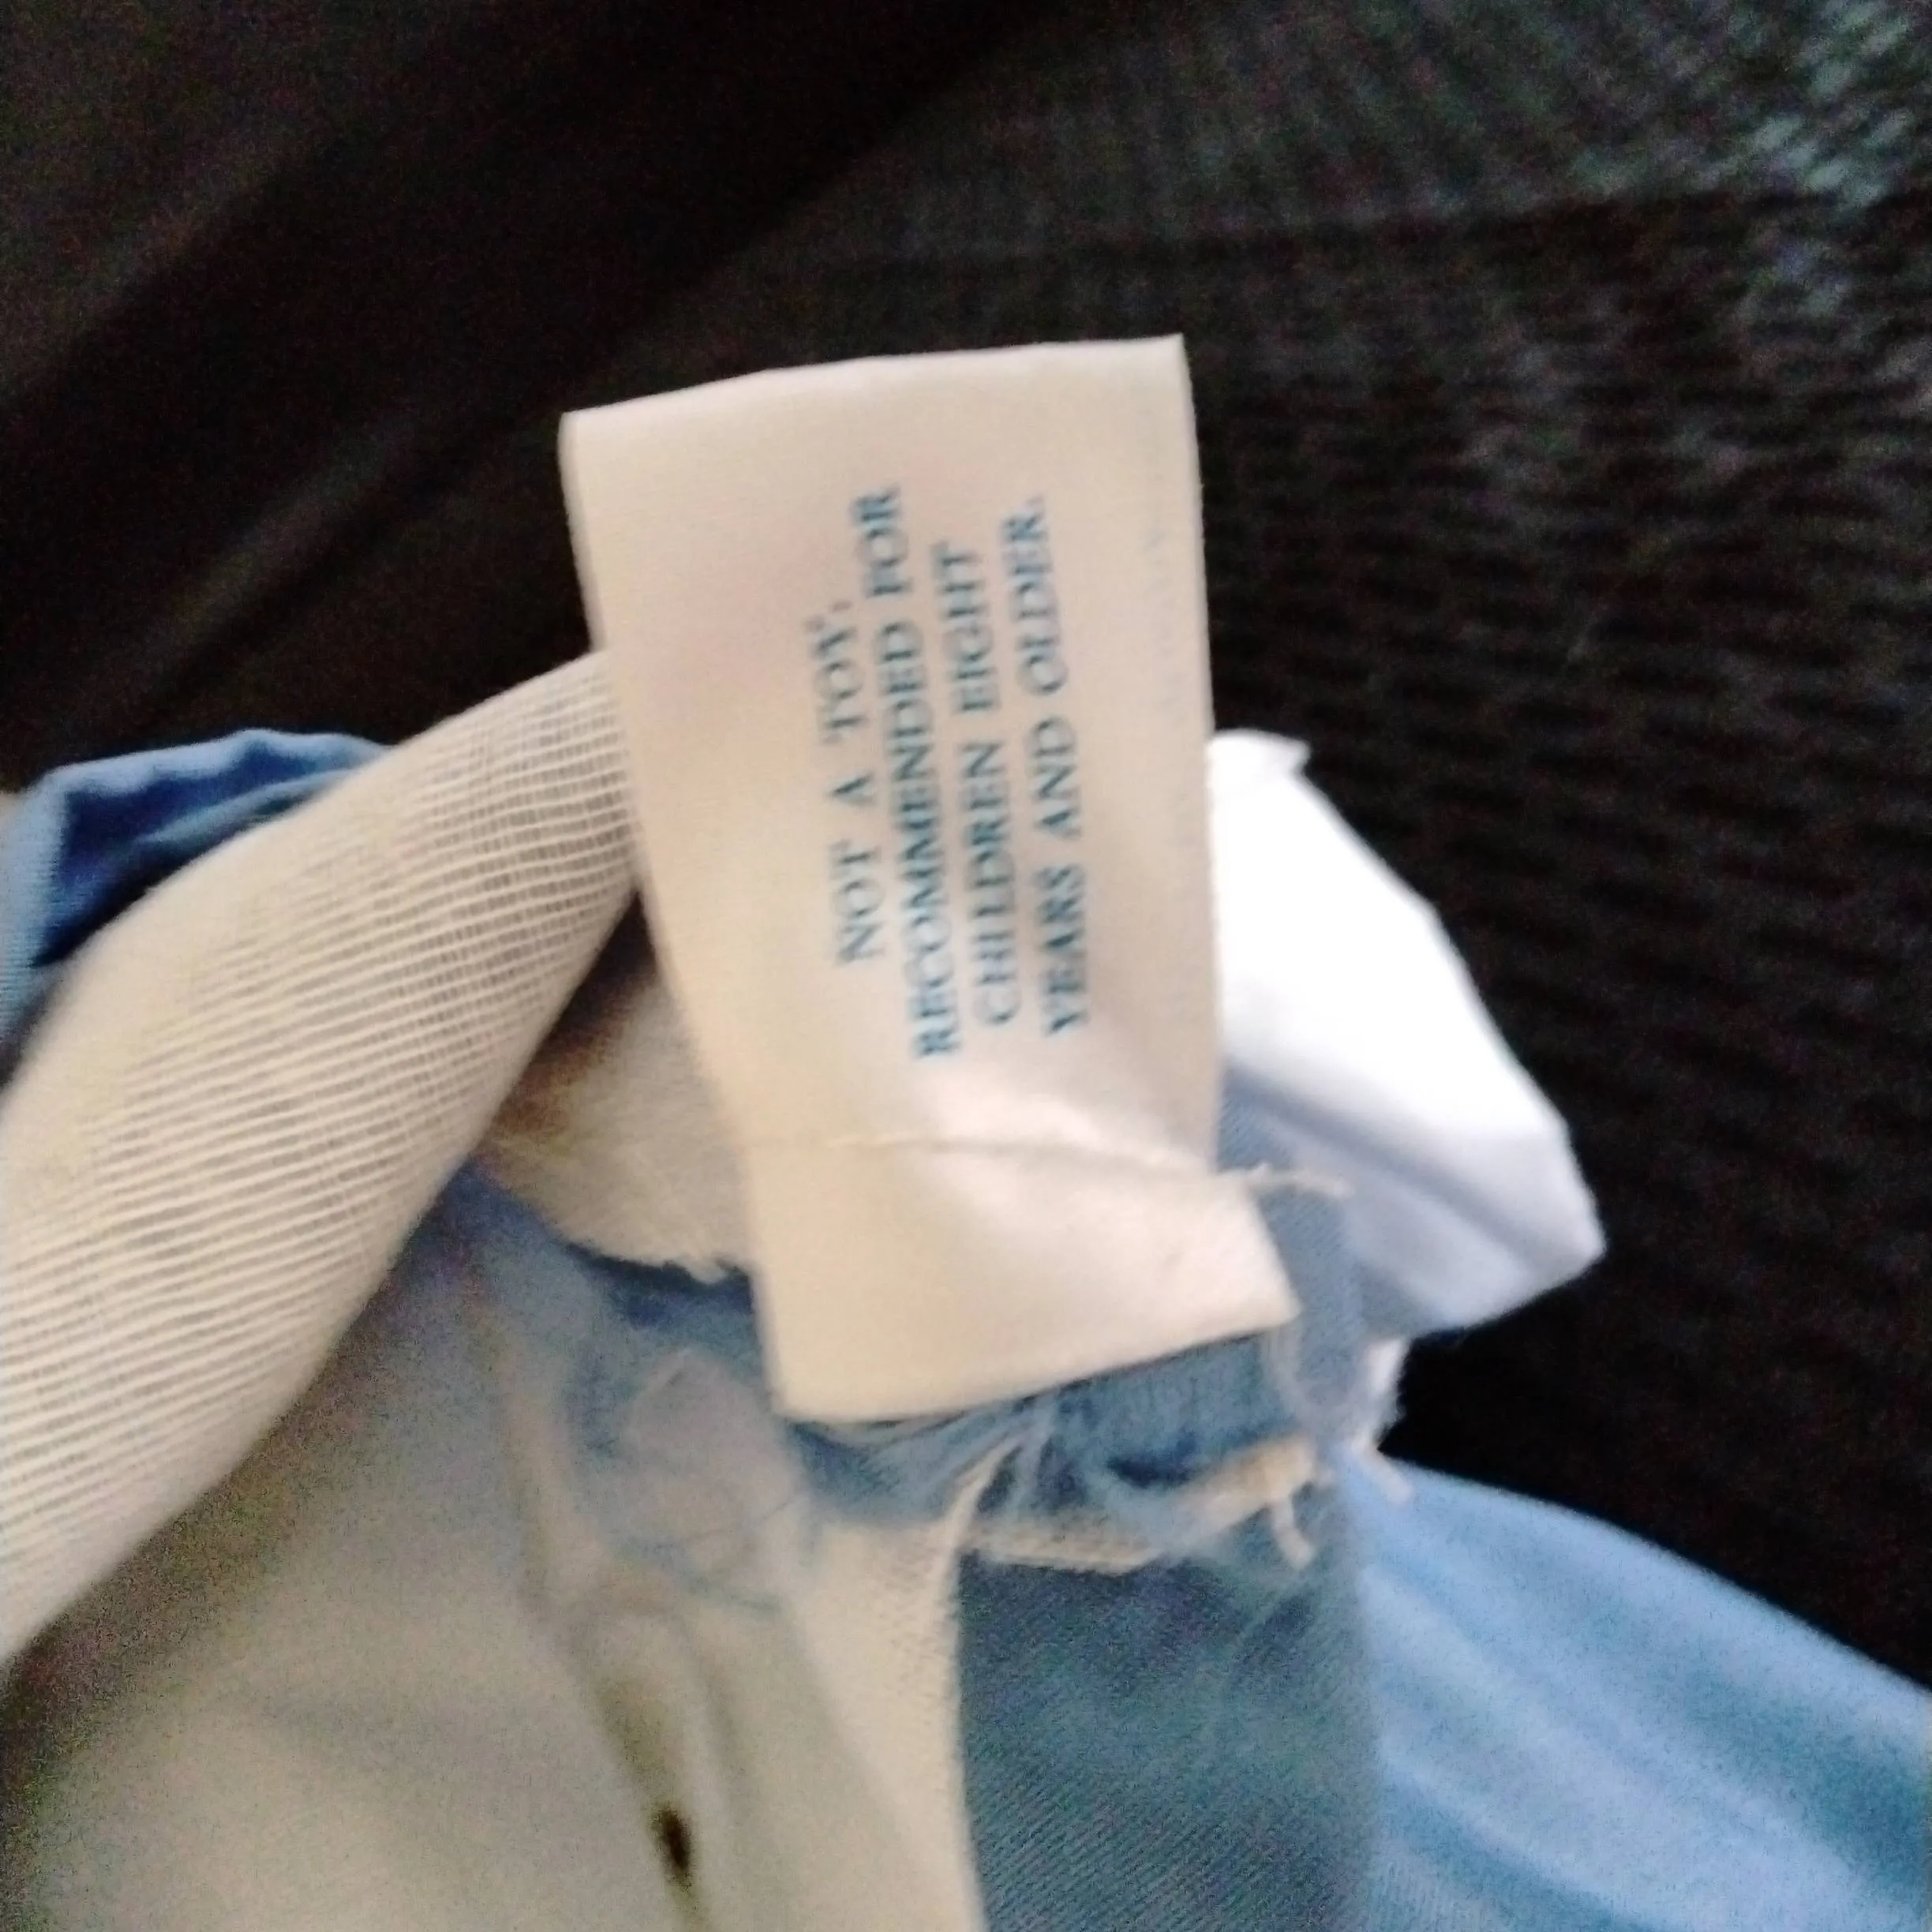 NOT A TOY,
RECOMMENDED FOR
CHILDREN EIGHT
YEARS AND OLDER.